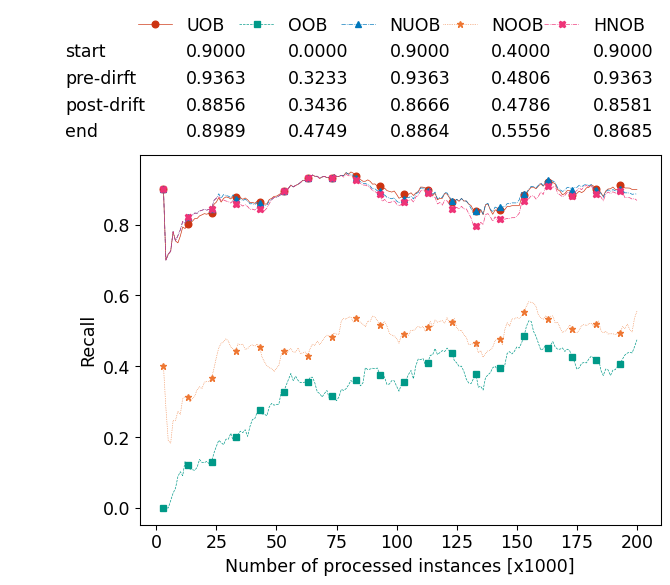 UOB OOB NUOB NOOB HNOB
start 0.9000 0.0000 0.9000 0.4000 0.9000
pre-dirft 0.9363 0.3233 0.9363 0.4806 0.9363
post-drift 0.8856 0.3436 0.8666 0.4786 0.8581
end 0.8989 0.4749 0.8864 0.5556 0.8685
0.8
0.6
0.4
0.2
0.0
Recall
0 25 50 75 100 125 150 175 200
Number of processed instances [x1000]